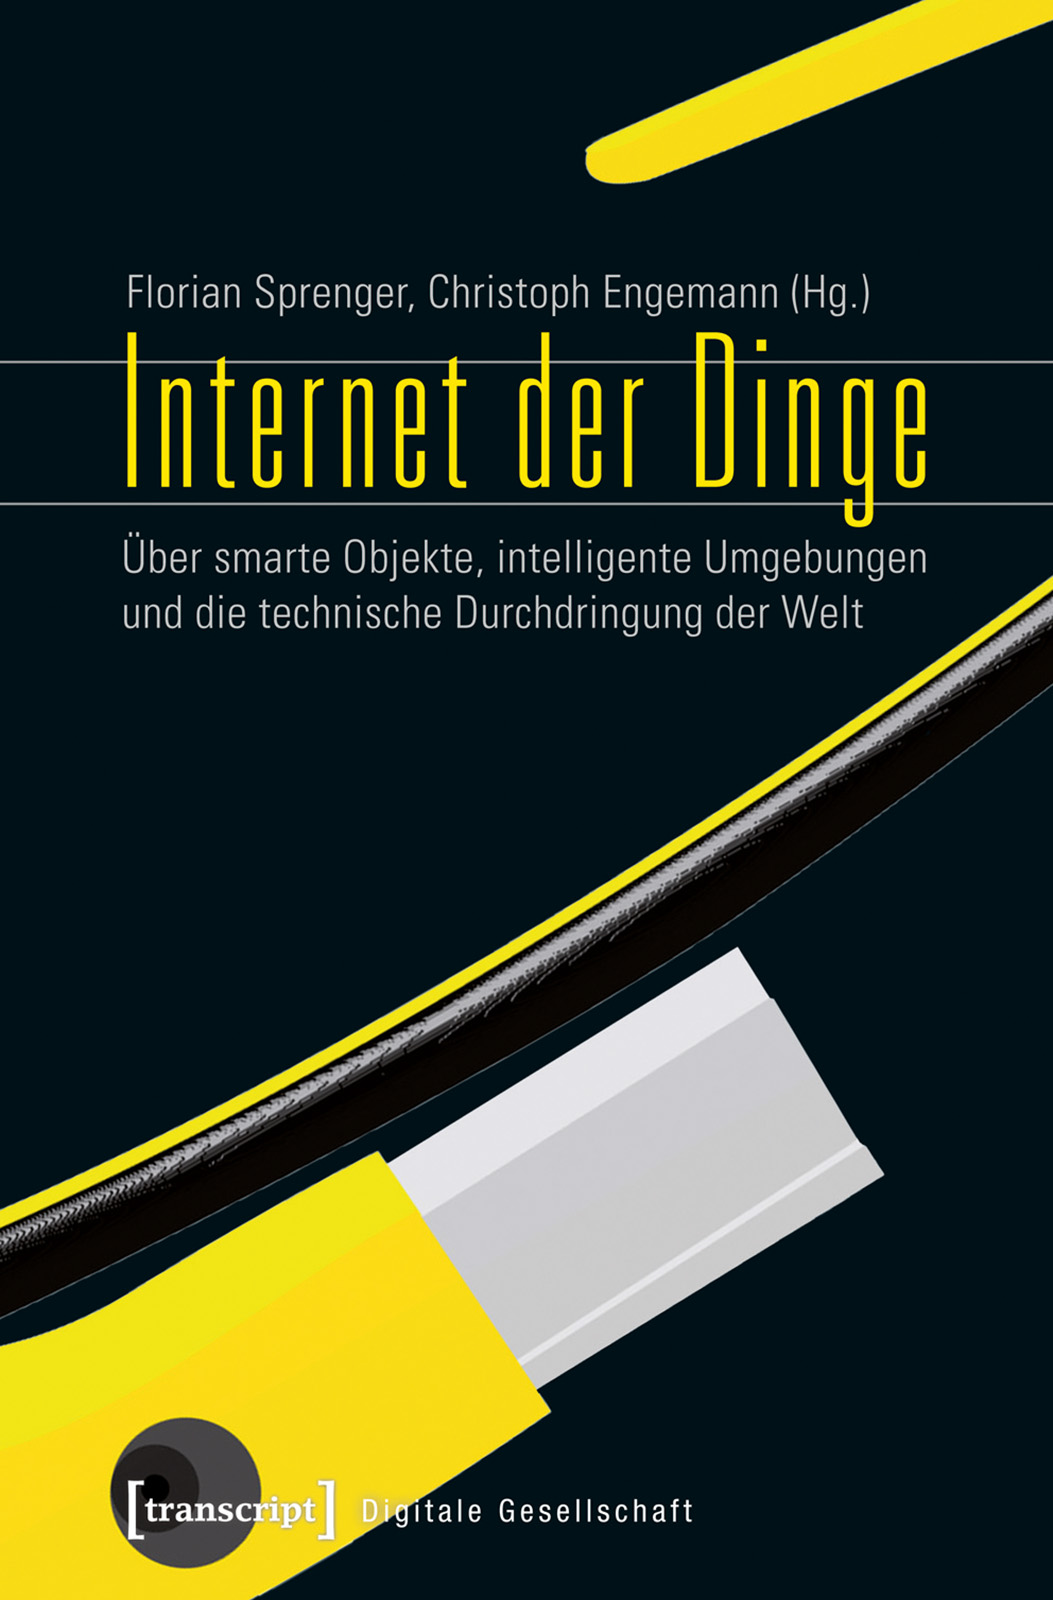 Florian Sprenger, Christoph Engemann (Hg.)
Internet der Dinge
Über smarte Objekte, intelligente Umgebungen
und die technische Durchdringung der Welt
[transcript] Digitale Gesellschaft